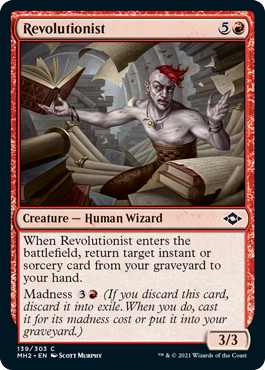 Revolutionist 5
Creature — Human Wizard
When Revolutionist enters the
battlefield, return target instant or
sorcery card from your graveyard to
your hand.
Madness 3 (If you discard this card,
discard it into exile. When you do, cast
it for its madness cost or put it into your
graveyard.)
3/3
139/303 C
MH2 • EN Scott Murphy
™ & © 2021 Wizards of the Coast